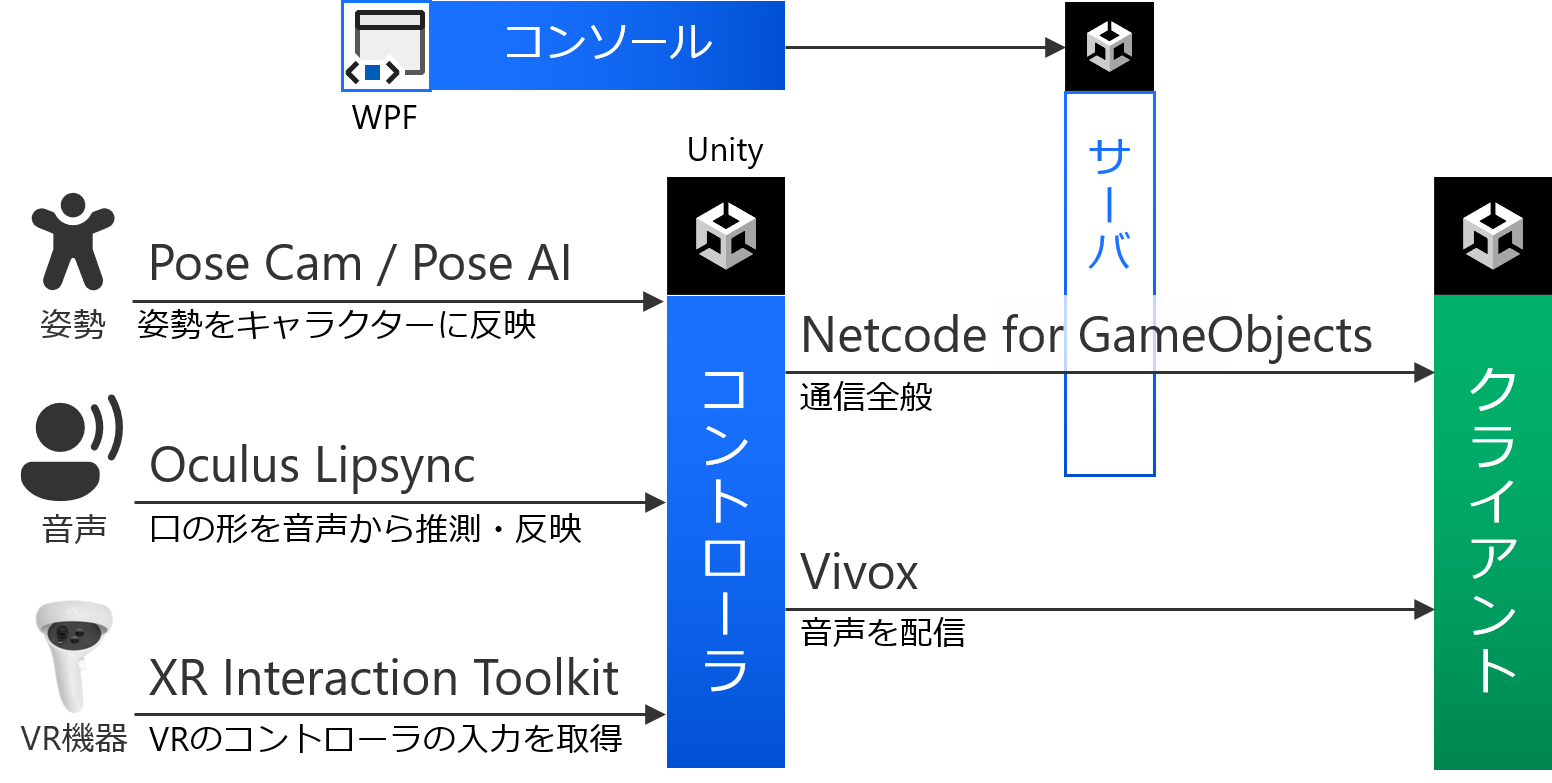 コンソール
WPF
サーバ
Unity
Pose Cam / Pose AI
姿勢
姿勢をキャラクターに反映
コントローラ
Netcode for GameObjects
通信全般
クライアント
Oculus Lipsync
音声
口の形を音声から推測・反映
Vivox
音声を配信
XR Interaction Toolkit
VR機器
VRのコントローラの入力を取得